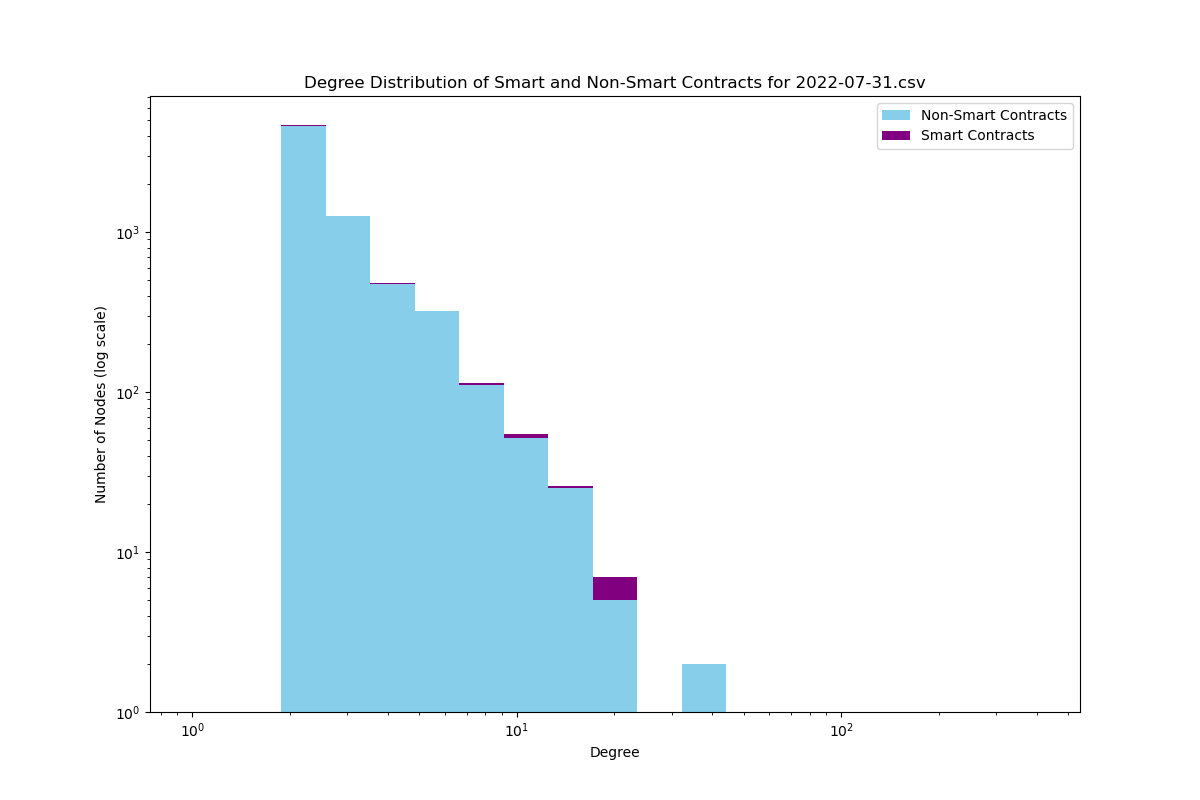 Degree Distribution of Smart and Non-Smart Contracts for 2022-07-31.csv
Non-Smart Contracts
Smart Contracts
Number of Nodes (log scale)
10³
10²
10¹
10⁰
10⁰ 10¹ 10²
Degree